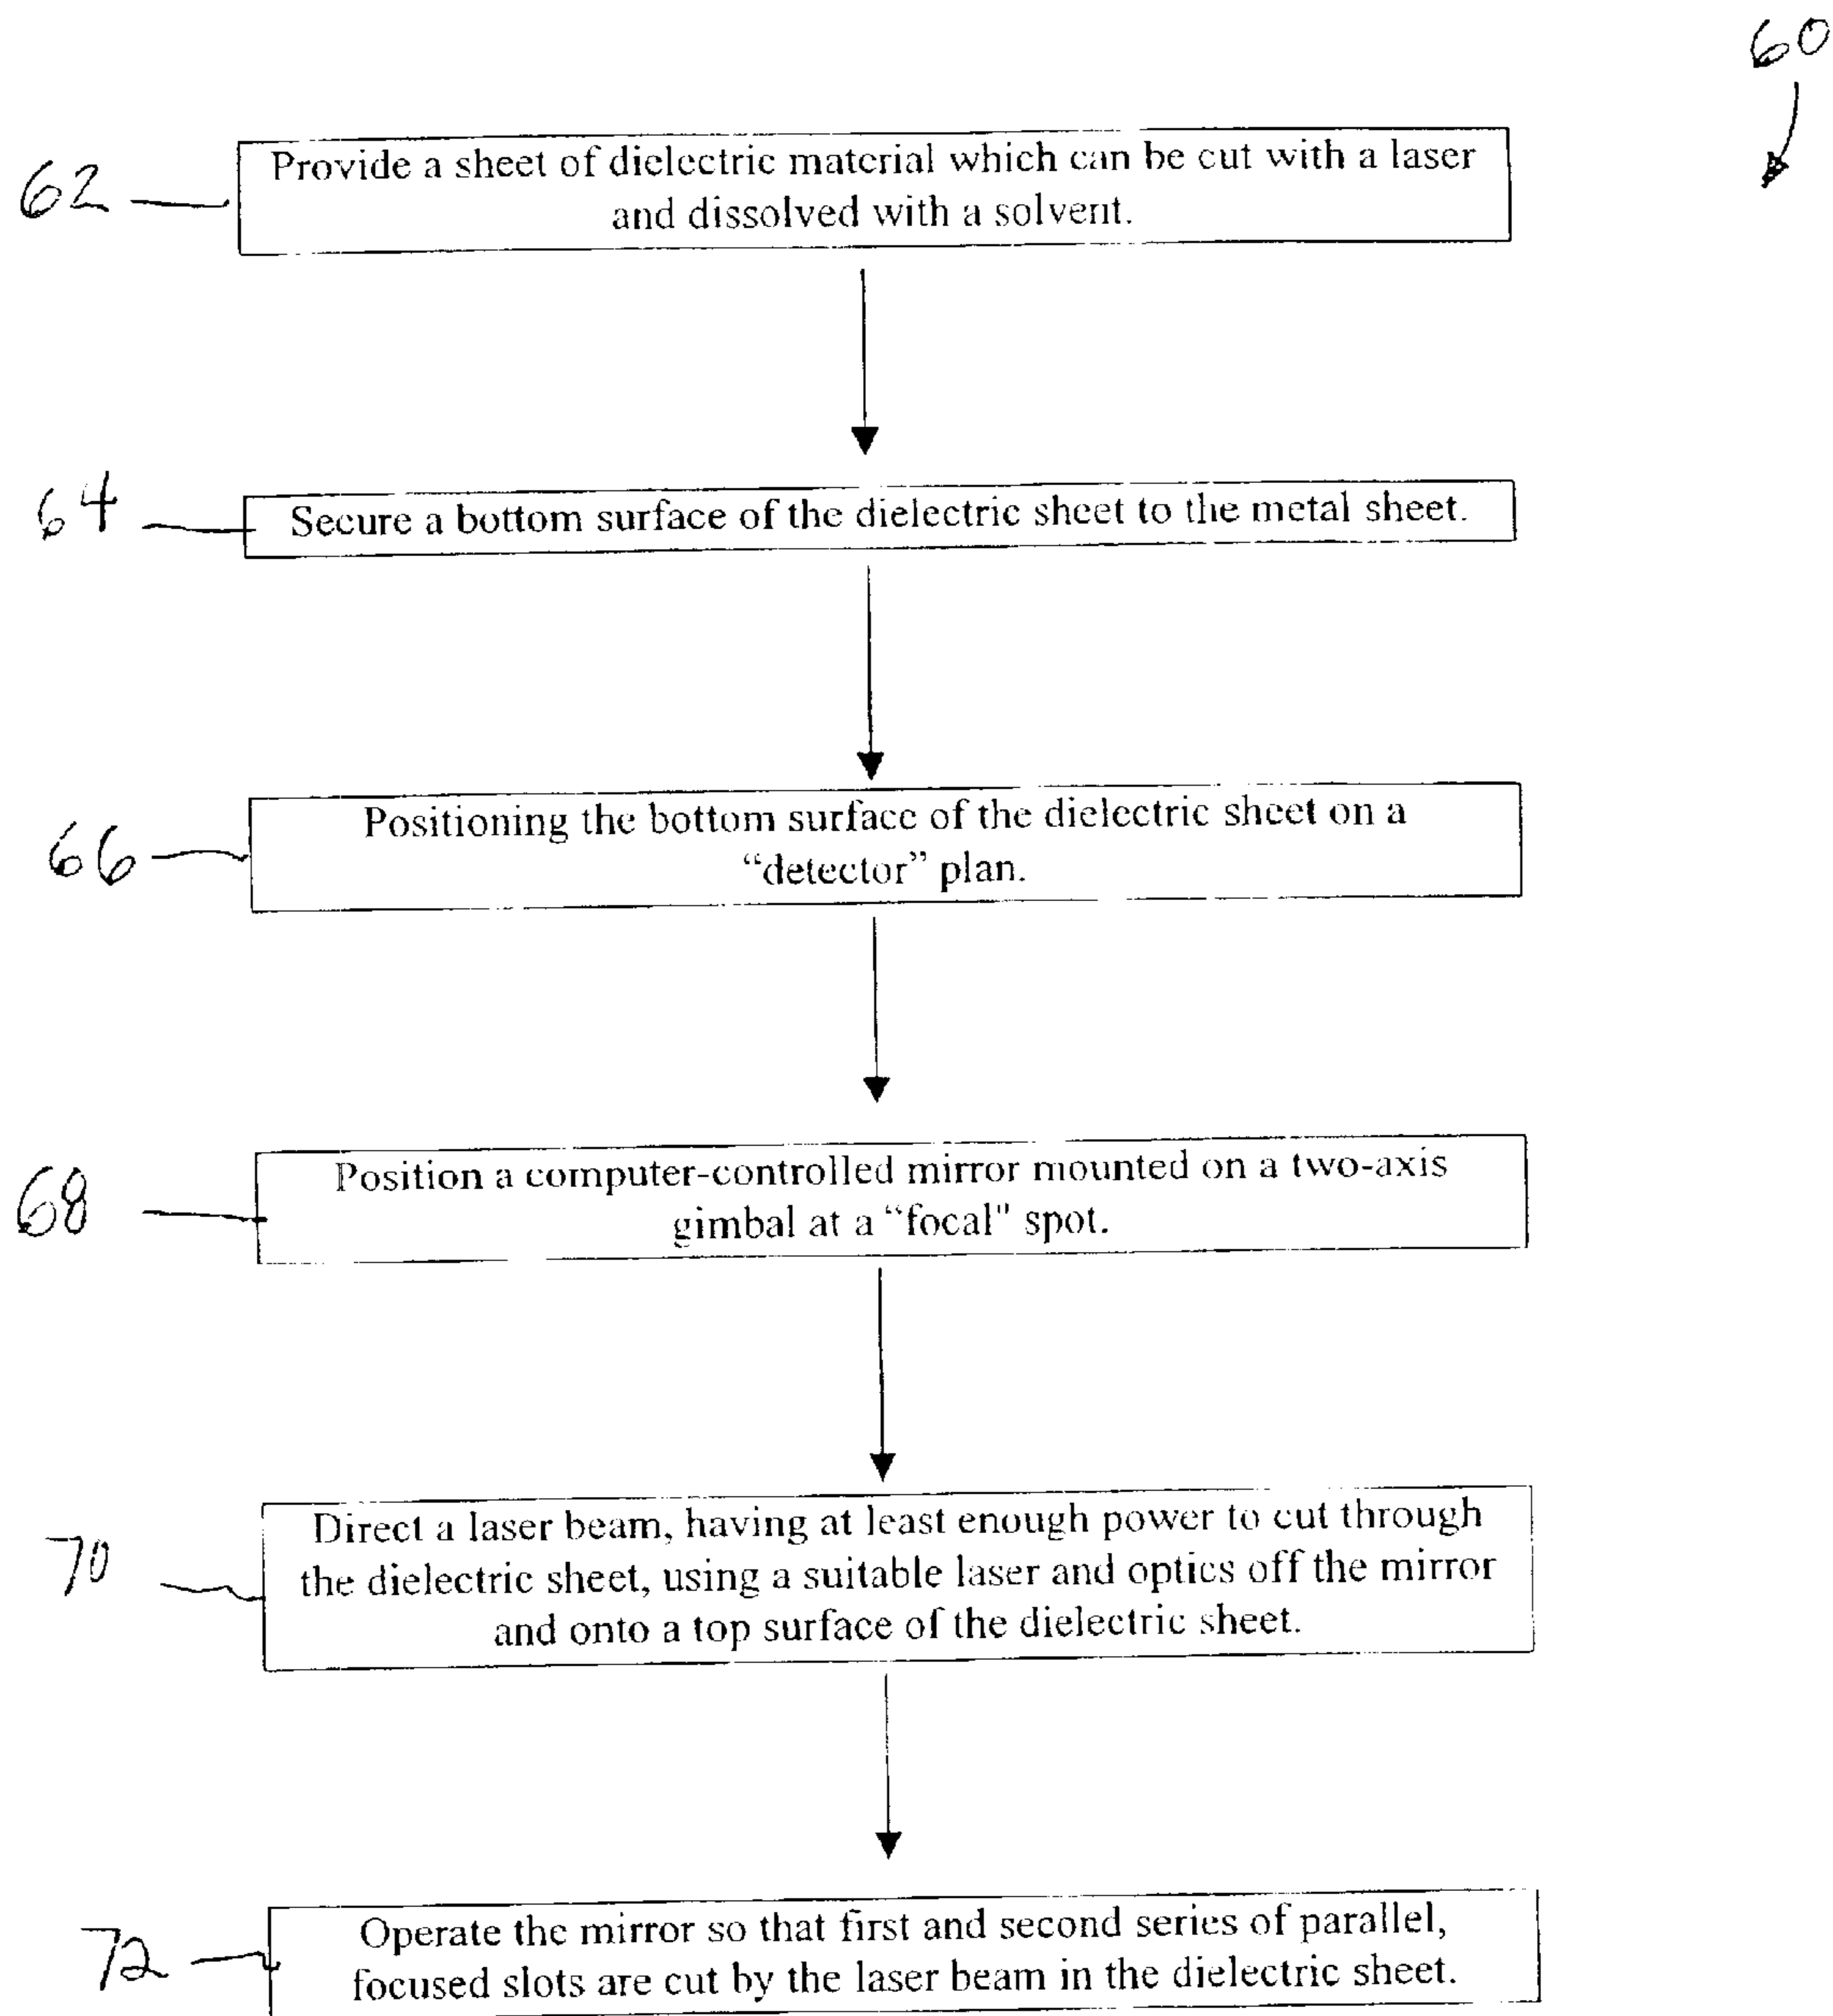 60
62
Provide a sheet of dielectric material which can be cut with a laser
and dissolved with a solvent.
64
Secure a bottom surface of the dielectric sheet to the metal sheet.
66
Positioning the bottom surface of the dielectric sheet on a
“detector” plan.
68
Position a computer-controlled mirror mounted on a two-axis
gimbal at a “focal" spot.
70
Direct a laser beam, having at least enough power to cut through
the dielectric sheet, using a suitable laser and optics off the mirror
and onto a top surface of the dielectric sheet.
72
Operate the mirror so that first and second series of parallel,
focused slots are cut by the laser beam in the dielectric sheet.